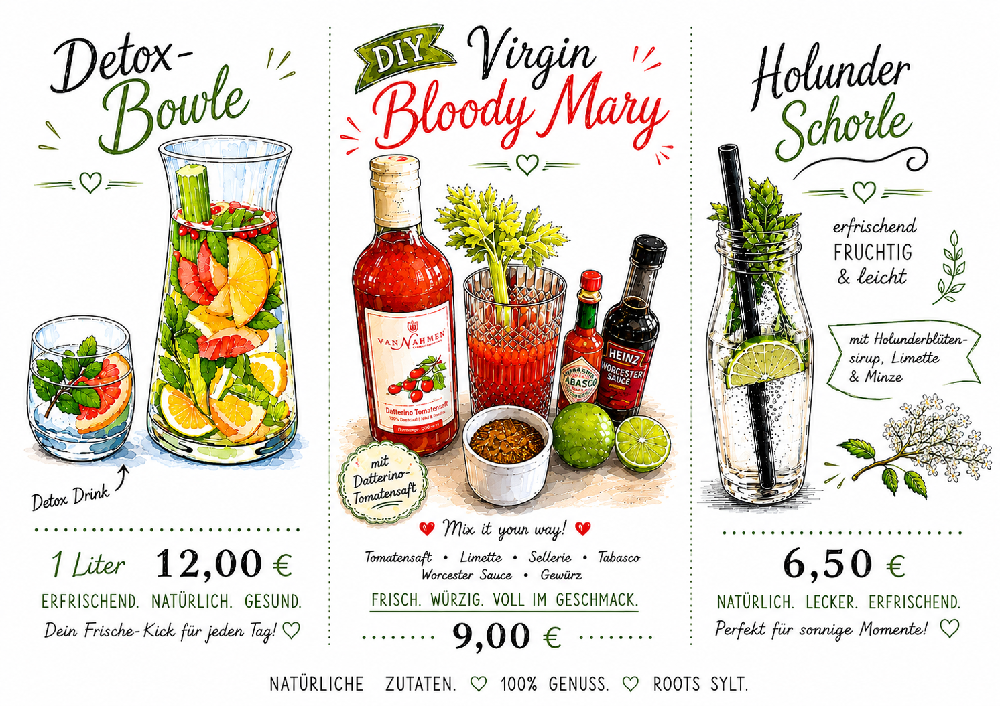 Detox-
Bowle
Detox Drink
1 Liter 12,00 €
ERFRISCHEND. NATÜRLICH. GESUND.
Dein Frische-Kick für jeden Tag!
DIY Virgin
Bloody Mary
VAN NAHMEN
Datterino Tomatensaft
TABASCO
HEINZ
WORCESTER
SAUCE
mit
Datterino-
Tomatensaft
Mix it your way!
Tomatensaft • Limette • Sellerie • Tabasco
Worcester Sauce • Gewürz
FRISCH. WÜRZIG. VOLL IM GESCHMACK.
9,00 €
Holunder
Schorle
erfrischend
FRUCHTIG
& leicht
mit Holunderblüten-
sirup, Limette
& Minze
6,50 €
NATÜRLICH. LECKER. ERFRISCHEND.
Perfekt für sonnige Momente!
NATÜRLICHE ZUTATEN. ♡ 100% GENUSS. ♡ ROOTS SYLT.